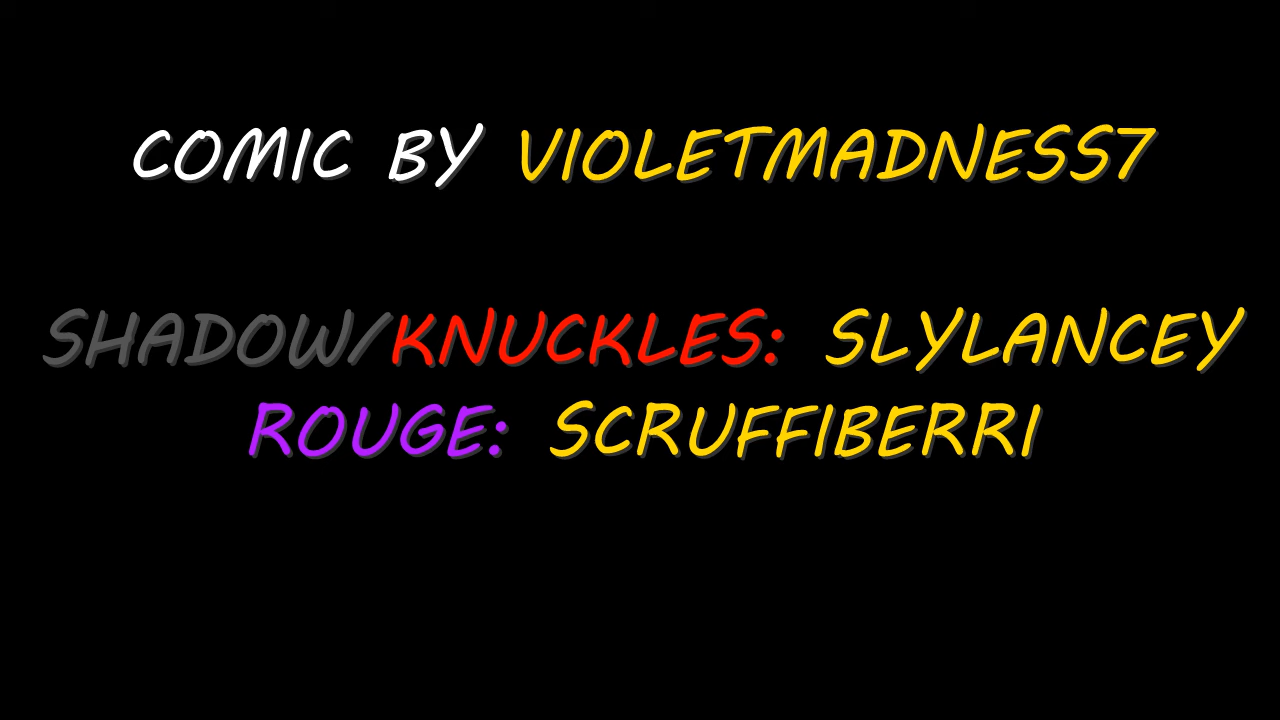 COMIC BY VIOLETMADNESS7
SHADOW/KNUCKLES: SLYLANCEY
ROUGE: SCRUFFIBERRI